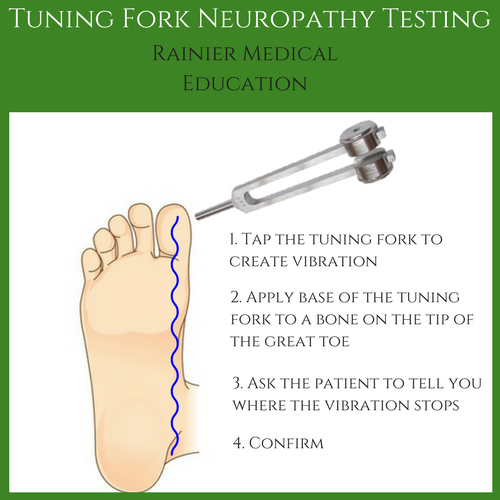 Tuning Fork Neuropathy Testing
Rainier Medical
Education
1. Tap the tuning fork to
create vibration
2. Apply base of the tuning
fork to a bone on the tip of
the great toe
3. Ask the patient to tell you
where the vibration stops
4. Confirm